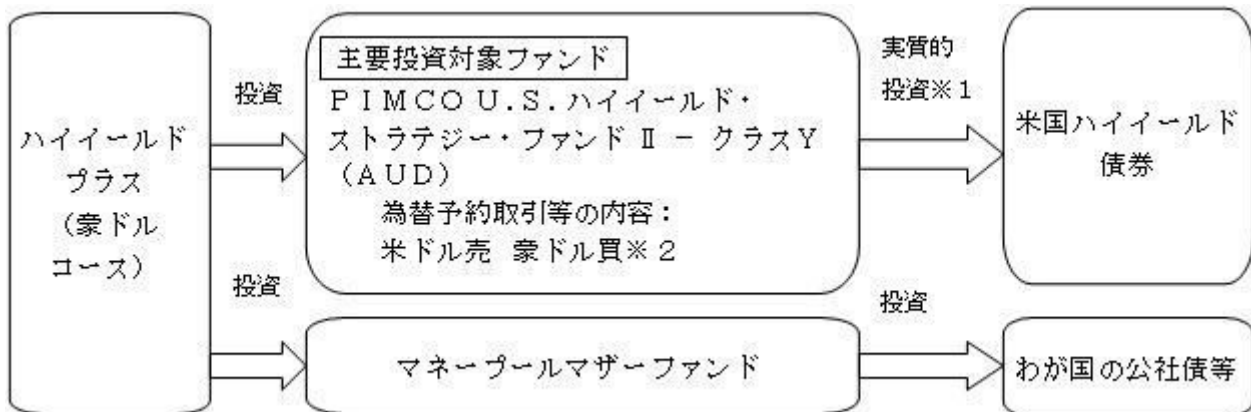 ハイイールド
プラス
（豪ドル
コース）
投資
主要投資対象ファンド
ＰＩＭＣＯ Ｕ.Ｓ.ハイイールド・
ストラテジー・ファンド Ⅱ － クラスＹ
（ＡＵＤ）
為替予約取引等の内容：
米ドル売 豪ドル買※２
実質的
投資※１
米国ハイイールド
債券
投資
マネープールマザーファンド
投資
わが国の公社債等